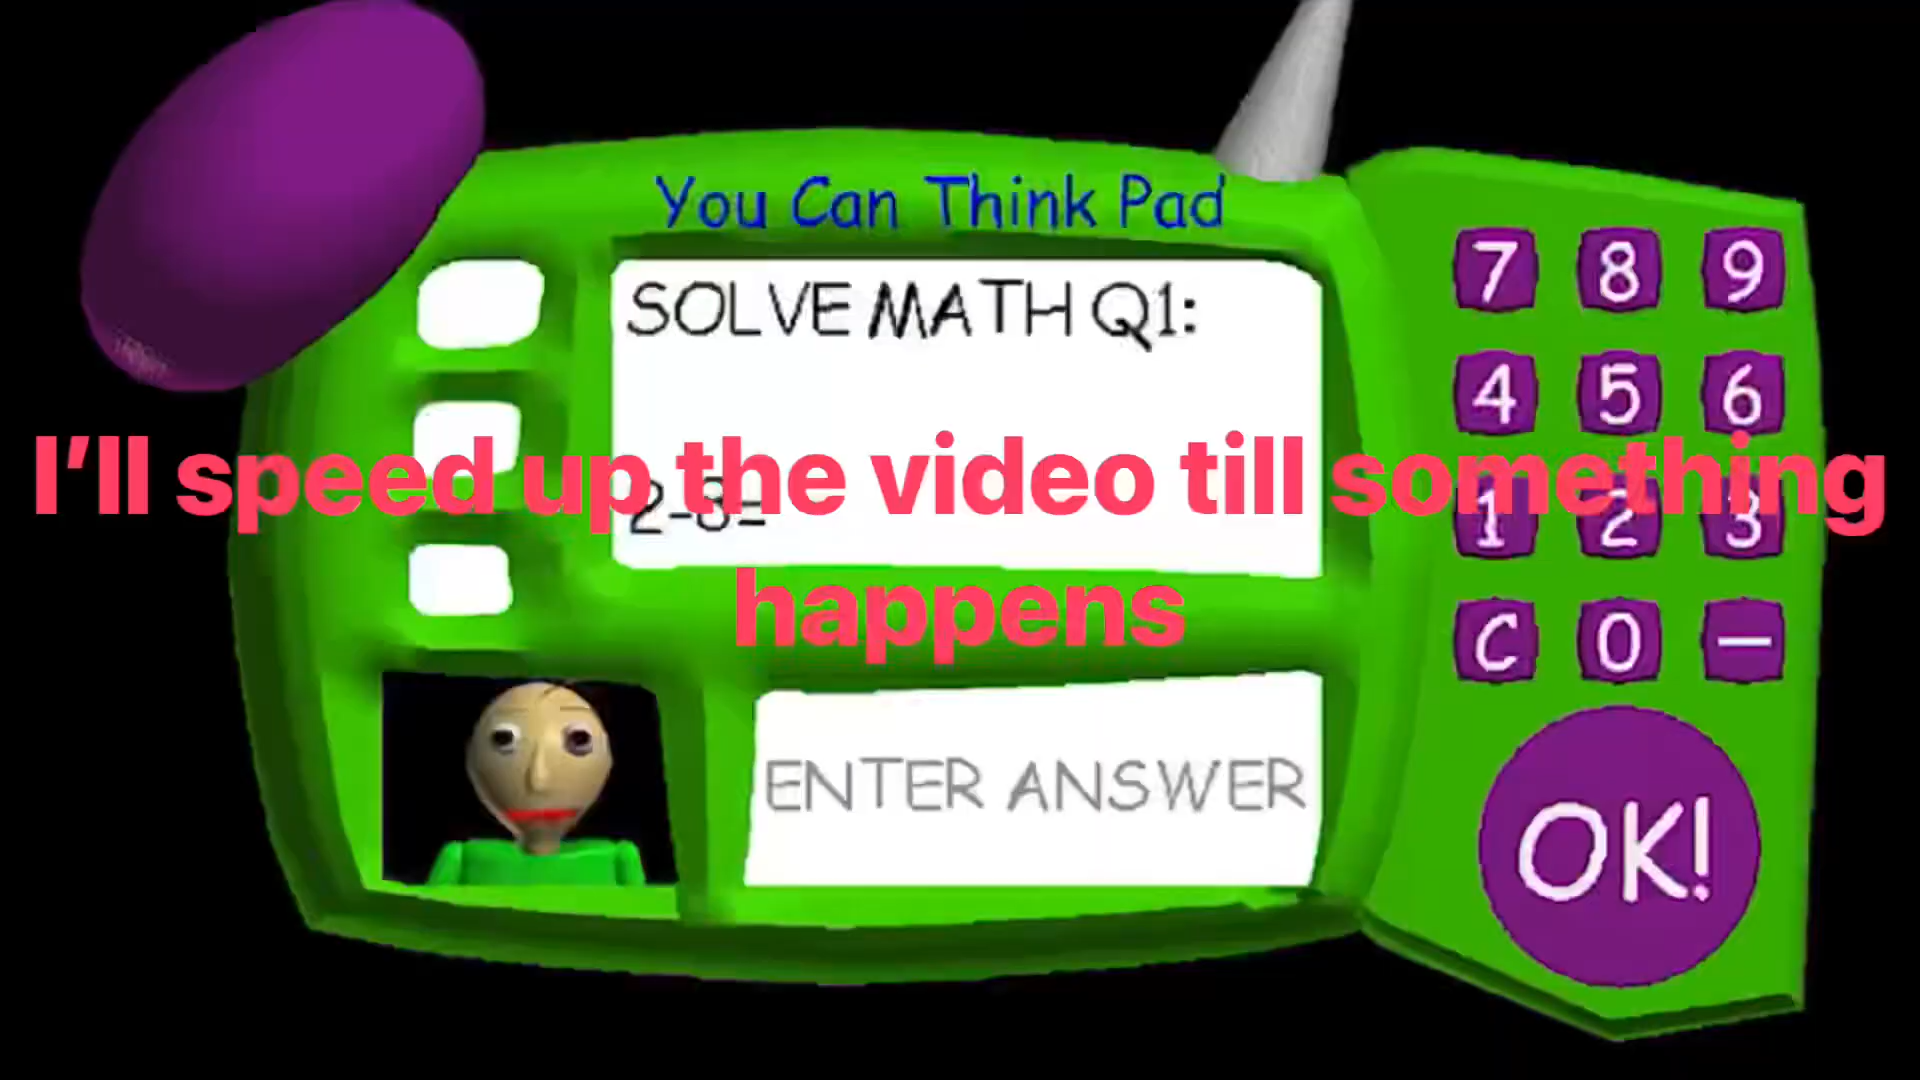 You Can Think Pad
SOLVE MATH Q1:
7 8 9
4 5 6
I'll speed up the video till something
happens
1 2 3
C 0 –
ENTER ANSWER
OK!